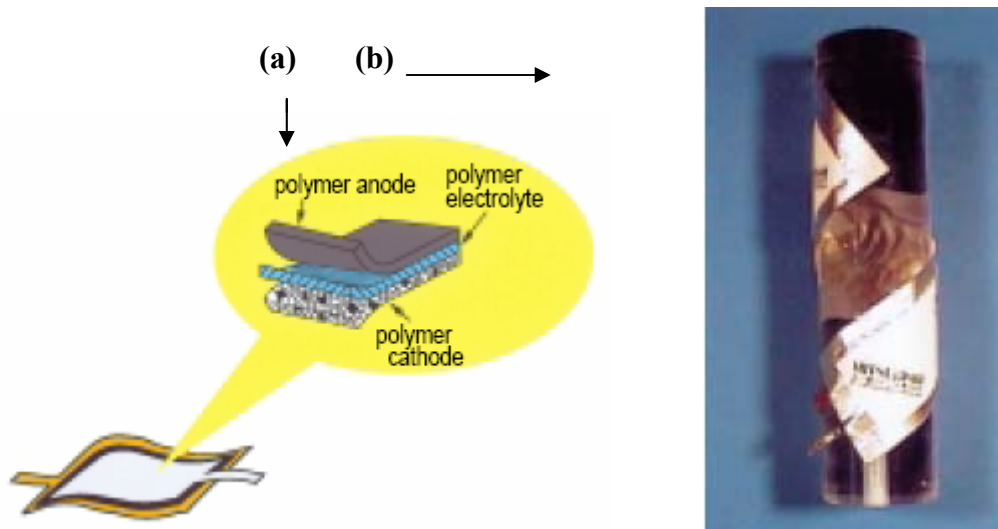 (a) (b)
polymer anode
polymer
electrolyte
polymer
cathode